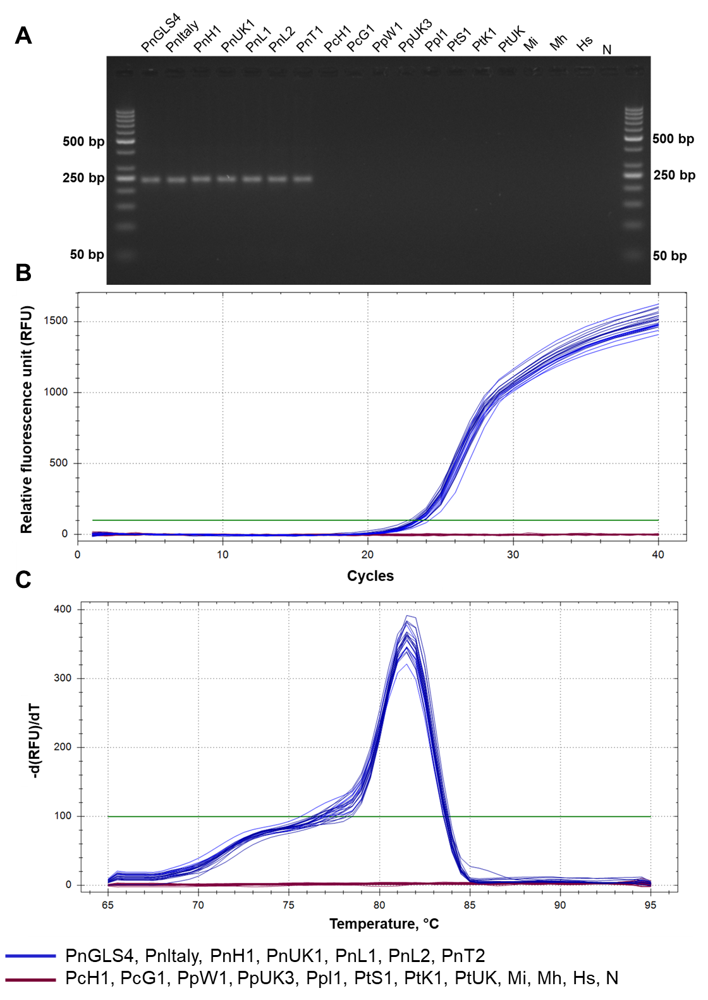 A
PnGLS4 PnItaly PnH1 PnUK1 PnL1 PnL2 PnT1 PcH1 PcG1 PpW1 PpUK3 PpI1 PtS1 PtK1 PtUK Mi Mh Hs N
500 bp 500 bp
250 bp 250 bp
50 bp 50 bp
B
Relative fluorescence unit (RFU)
1500
1000
500
0
0 10 20 30 40
Cycles
C
-d(RFU)/dT
400
300
200
100
0
65 70 75 80 85 90 95
Temperature, °C
PnGLS4, PnItaly, PnH1, PnUK1, PnL1, PnL2, PnT2
PcH1, PcG1, PpW1, PpUK3, PpI1, PtS1, PtK1, PtUK, Mi, Mh, Hs, N